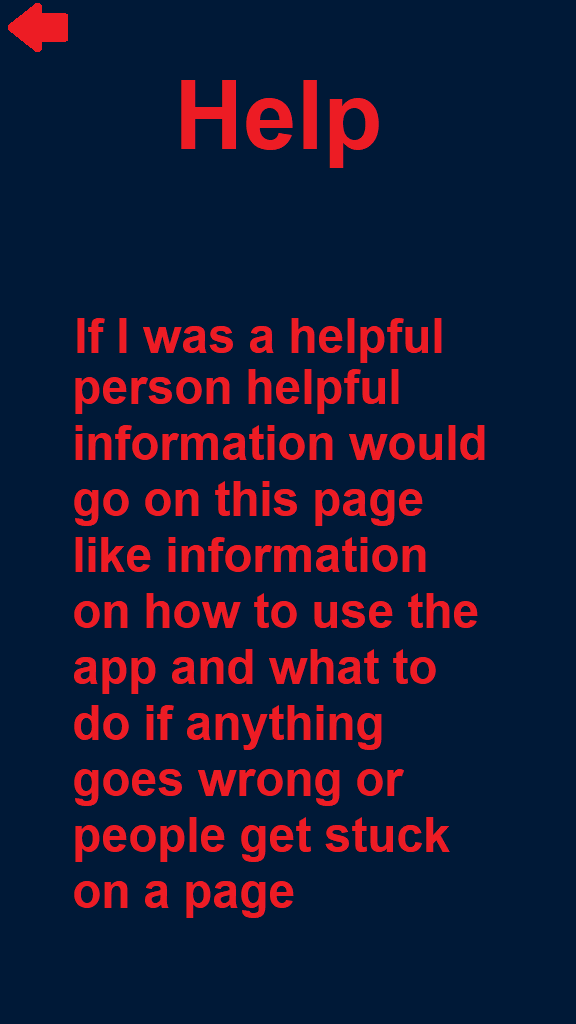 Help
If I was a helpful
person helpful
information would
go on this page
like information
on how to use the
app and what to
do if anything
goes wrong or
people get stuck
on a page